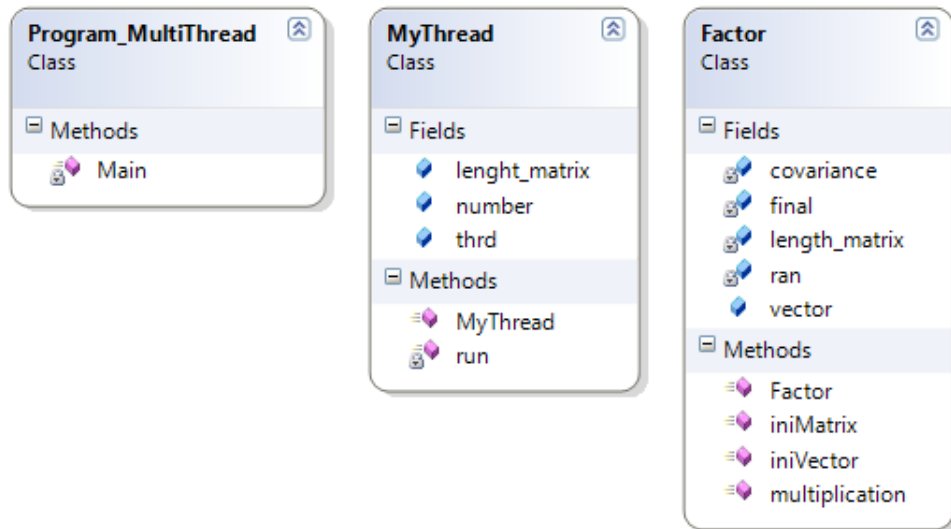 Program_MultiThread
Class
Methods
Main
MyThread
Class
Fields
lenght_matrix
number
thrd
Methods
MyThread
run
Factor
Class
Fields
covariance
final
length_matrix
ran
vector
Methods
Factor
iniMatrix
iniVector
multiplication